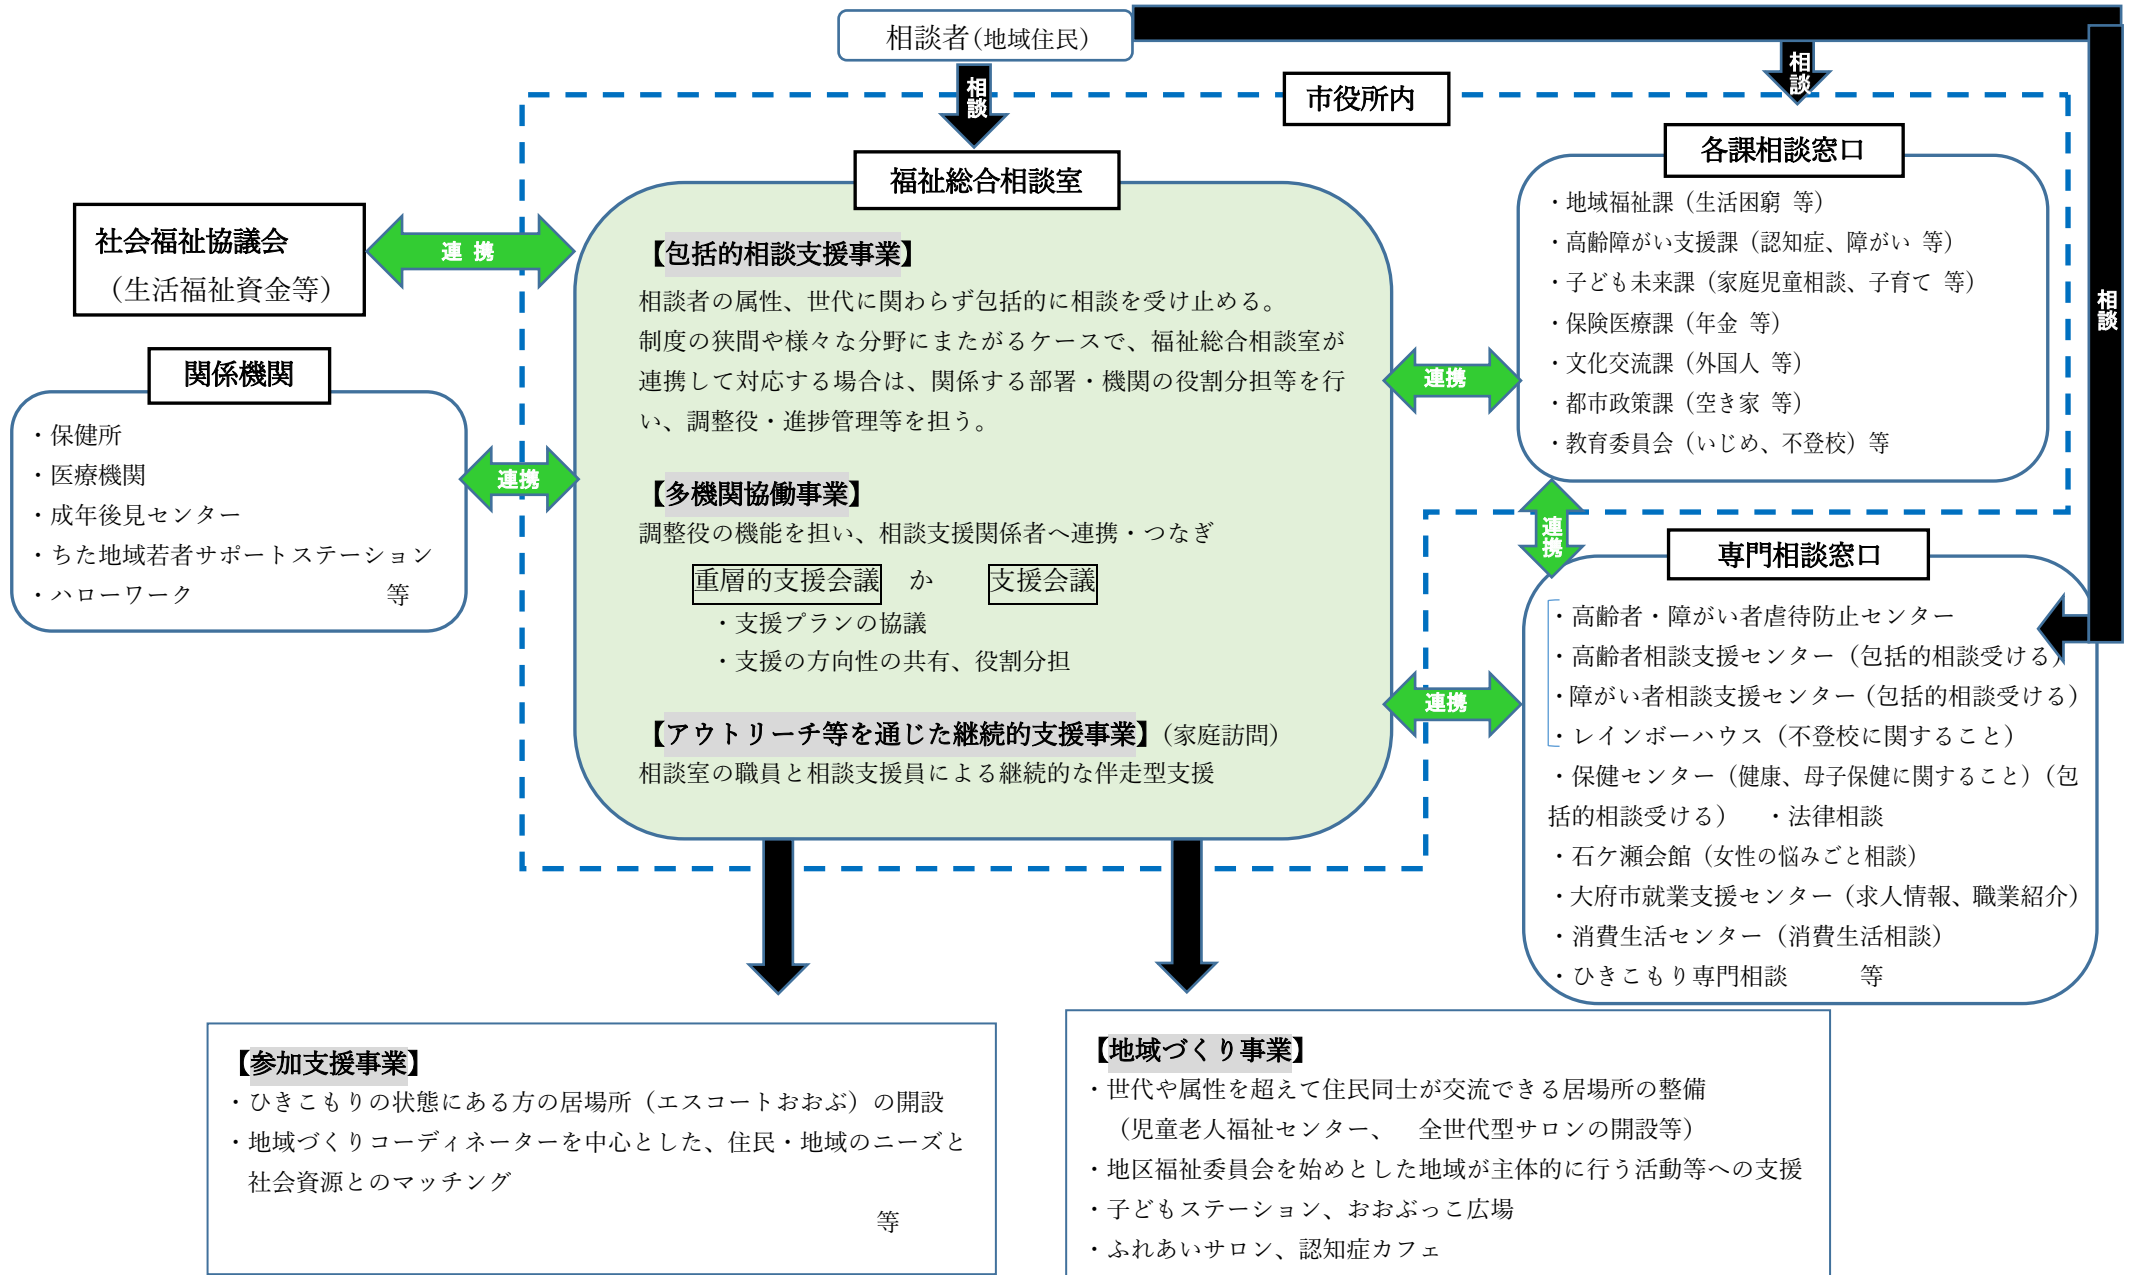 相談者（地域住民）
相談
相談
市役所内
相談
福祉総合相談室
【包括的相談支援事業】
相談者の属性、世代に関わらず包括的に相談を受け止める。
制度の狭間や様々な分野にまたがるケースで、福祉総合相談室が
連携して対応する場合は、関係する部署・機関の役割分担等を行
い、調整役・進捗管理等を担う。
【多機関協働事業】
調整役の機能を担い、相談支援関係者へ連携・つなぎ
重層的支援会議　か　支援会議
・支援プランの協議
・支援の方向性の共有、役割分担
【アウトリーチ等を通じた継続的支援事業】（家庭訪問）
相談室の職員と相談支援員による継続的な伴走型支援
社会福祉協議会
（生活福祉資金等）
連 携
関係機関
・保健所
・医療機関
・成年後見センター
・ちた地域若者サポートステーション
・ハローワーク　等
連携
各課相談窓口
・地域福祉課（生活困窮 等）
・高齢障がい支援課（認知症、障がい 等）
・子ども未来課（家庭児童相談、子育て 等）
・保険医療課（年金 等）
・文化交流課（外国人 等）
・都市政策課（空き家 等）
・教育委員会（いじめ、不登校）等
連携
連携
専門相談窓口
・高齢者・障がい者虐待防止センター
・高齢者相談支援センター（包括的相談受ける）
・障がい者相談支援センター（包括的相談受ける）
・レインボーハウス（不登校に関すること）
・保健センター（健康、母子保健に関すること）（包
括的相談受ける）　・法律相談
・石ケ瀬会館（女性の悩みごと相談）
・大府市就業支援センター（求人情報、職業紹介）
・消費生活センター（消費生活相談）
・ひきこもり専門相談　等
連携
【参加支援事業】
・ひきこもりの状態にある方の居場所（エスコートおおぶ）の開設
・地域づくりコーディネーターを中心とした、住民・地域のニーズと
社会資源とのマッチング
等
【地域づくり事業】
・世代や属性を超えて住民同士が交流できる居場所の整備
（児童老人福祉センター、　全世代型サロンの開設等）
・地区福祉委員会を始めとした地域が主体的に行う活動等への支援
・子どもステーション、おおぶっこ広場
・ふれあいサロン、認知症カフェ